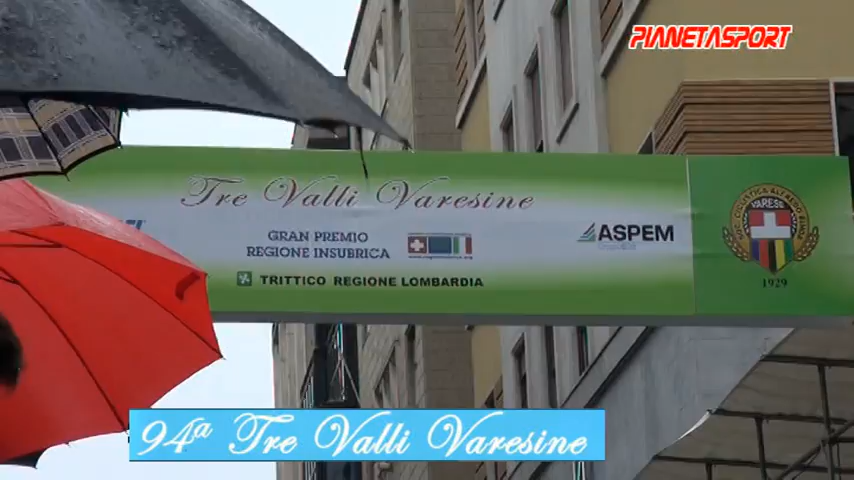 PIANETASPORT
Tre Valli Varesine
GRAN PREMIO
REGIONE INSUBRICA
TRITTICO REGIONE LOMBARDIA
ASPEM
VARESE
1929
94ª Tre Valli Varesine